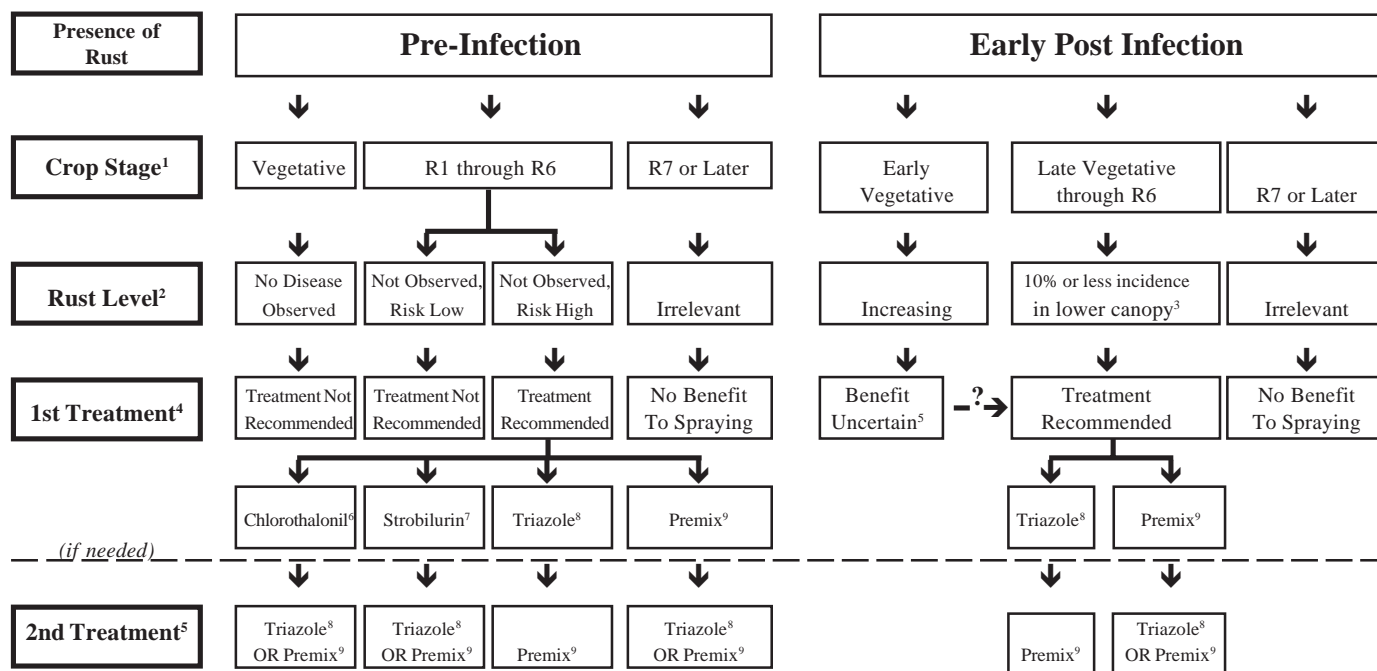 Presence of
Rust
Pre-Infection
Early Post Infection
Crop Stage¹
Vegetative
R1 through R6
R7 or Later
Early
Vegetative
Late Vegetative
through R6
R7 or Later
Rust Level²
No Disease
Observed
Not Observed,
Risk Low
Not Observed,
Risk High
Irrelevant
Increasing
10% or less incidence
in lower canopy³
Irrelevant
1st Treatment⁴
Treatment Not
Recommended
Treatment Not
Recommended
Treatment
Recommended
No Benefit
To Spraying
Benefit
Uncertain⁵
?
Treatment
Recommended
No Benefit
To Spraying
Chlorothalonil⁶
Strobilurin⁷
Triazole⁸
Premix⁹
Triazole⁸
Premix⁹
(if needed)
2nd Treatment⁵
Triazole⁸
OR Premix⁹
Triazole⁸
OR Premix⁹
Premix⁹
Triazole⁸
OR Premix⁹
Premix⁹
Triazole⁸
OR Premix⁹